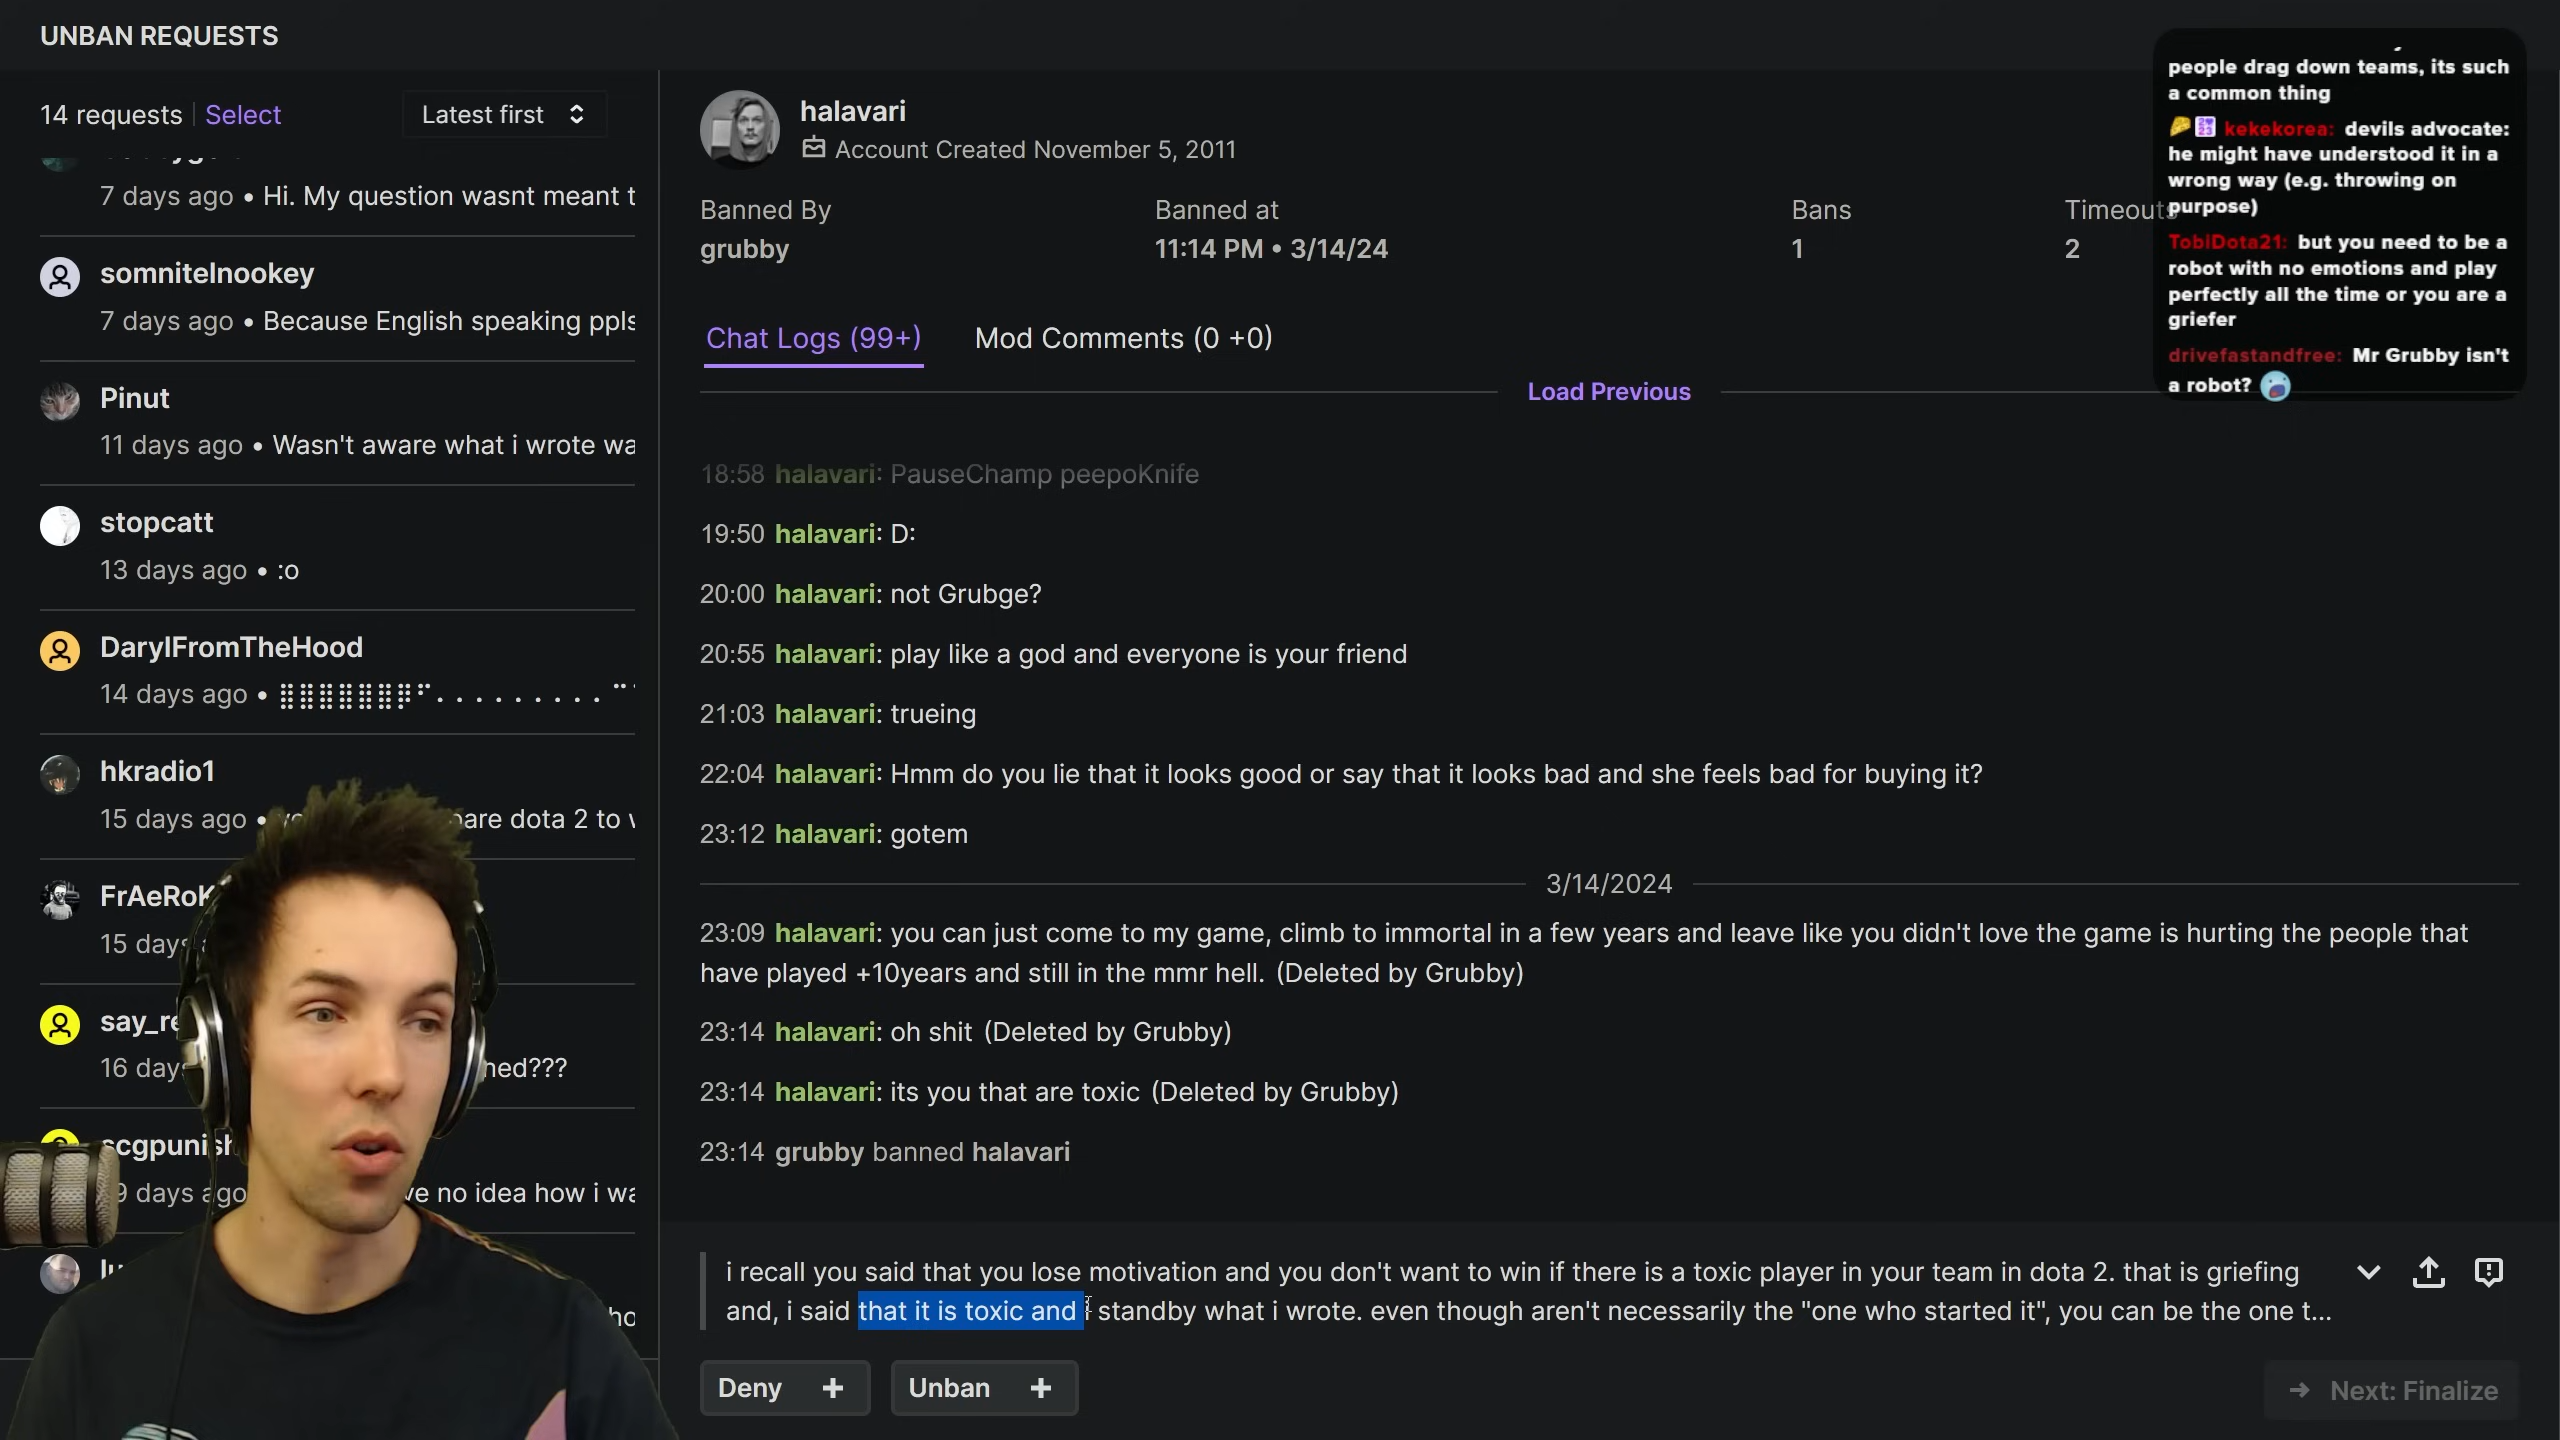 UNBAN REQUESTS
14 requests
Select
Latest first
7 days ago • Hi. My question wasnt meant t
somnitelnookey
7 days ago • Because English speaking ppls
Pinut
11 days ago • Wasn't aware what i wrote wa
stopcatt
13 days ago • :o
DarylFromTheHood
14 days ago •
hkradio1
15 days ago • are dota 2 to
FrAeRoK
15 days
say_re
16 day ned???
scgpunish
9 days ago ve no idea how i wa
halavari
Account Created November 5, 2011
Banned By
grubby
Banned at
11:14 PM • 3/14/24
Bans
1
Timeouts
2
Chat Logs (99+)
Mod Comments (0 +0)
Load Previous
18:58 halavari: PauseChamp peepoKnife
19:50 halavari: D:
20:00 halavari: not Grubge?
20:55 halavari: play like a god and everyone is your friend
21:03 halavari: trueing
22:04 halavari: Hmm do you lie that it looks good or say that it looks bad and she feels bad for buying it?
23:12 halavari: gotem
3/14/2024
23:09 halavari: you can just come to my game, climb to immortal in a few years and leave like you didn't love the game is hurting the people that
have played +10years and still in the mmr hell. (Deleted by Grubby)
23:14 halavari: oh shit (Deleted by Grubby)
23:14 halavari: its you that are toxic (Deleted by Grubby)
23:14 grubby banned halavari
i recall you said that you lose motivation and you don't want to win if there is a toxic player in your team in dota 2. that is griefing
and, i said that it is toxic and i standby what i wrote. even though aren't necessarily the "one who started it", you can be the one t...
Deny +
Unban +
Next: Finalize
people drag down teams, its such
a common thing
kekekorea: devils advocate:
he might have understood it in a
wrong way (e.g. throwing on
purpose)
TobiDota21: but you need to be a
robot with no emotions and play
perfectly all the time or you are a
griefer
drivefastandfree: Mr Grubby isn't
a robot?